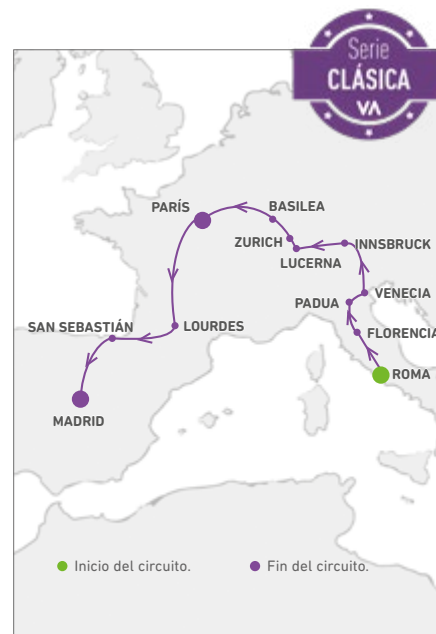 Serie
CLÁSICA
VA
PARÍS
BASILEA
ZURICH
INNSBRUCK
LUCERNA
VENECIA
PADUA
SAN SEBASTIÁN
LOURDES
FLORENCIA
ROMA
MADRID
Inicio del circuito.
Fin del circuito.